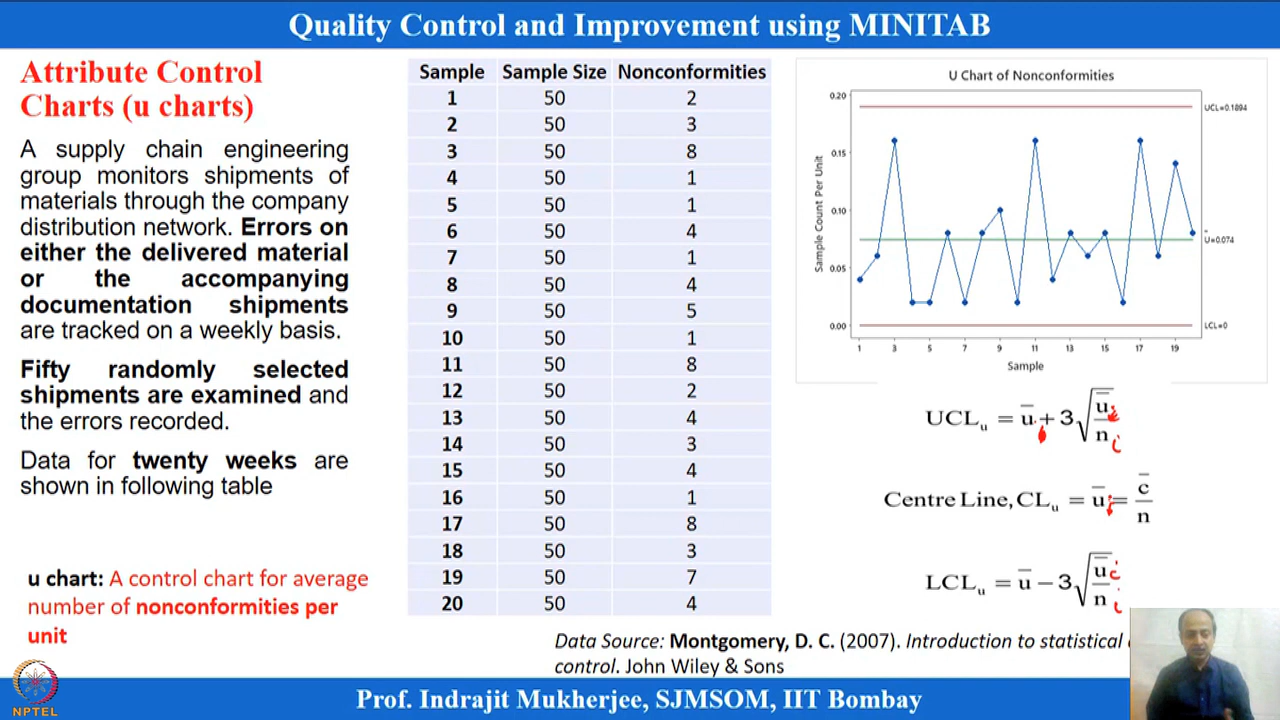 Quality Control and Improvement using MINITAB
Attribute Control
Charts (u charts)
A supply chain engineering
group monitors shipments of
materials through the company
distribution network. Errors on
either the delivered material
or the accompanying
documentation shipments
are tracked on a weekly basis.
Fifty randomly selected
shipments are examined and
the errors recorded.
Data for twenty weeks are
shown in following table
u chart: A control chart for average
number of nonconformities per
unit
Sample Sample Size Nonconformities
1 50 2
2 50 3
3 50 8
4 50 1
5 50 1
6 50 4
7 50 1
8 50 4
9 50 5
10 50 1
11 50 8
12 50 2
13 50 4
14 50 3
15 50 4
16 50 1
17 50 8
18 50 3
19 50 7
20 50 4
U Chart of Nonconformities
Sample Count Per Unit
0.20
0.15
0.10
0.05
0.00
UCL=0.1894
U̅=0.074
LCL=0
1 3 5 7 9 11 13 15 17 19
Sample
UCLᵤ = u̅ + 3√(u̅/n)
Centre Line, CLᵤ = u̅ = c̅/n
LCLᵤ = u̅ − 3√(u̅/n)
Data Source: Montgomery, D. C. (2007). Introduction to statistical
control. John Wiley & Sons
NPTEL
Prof. Indrajit Mukherjee, SJMSOM, IIT Bombay